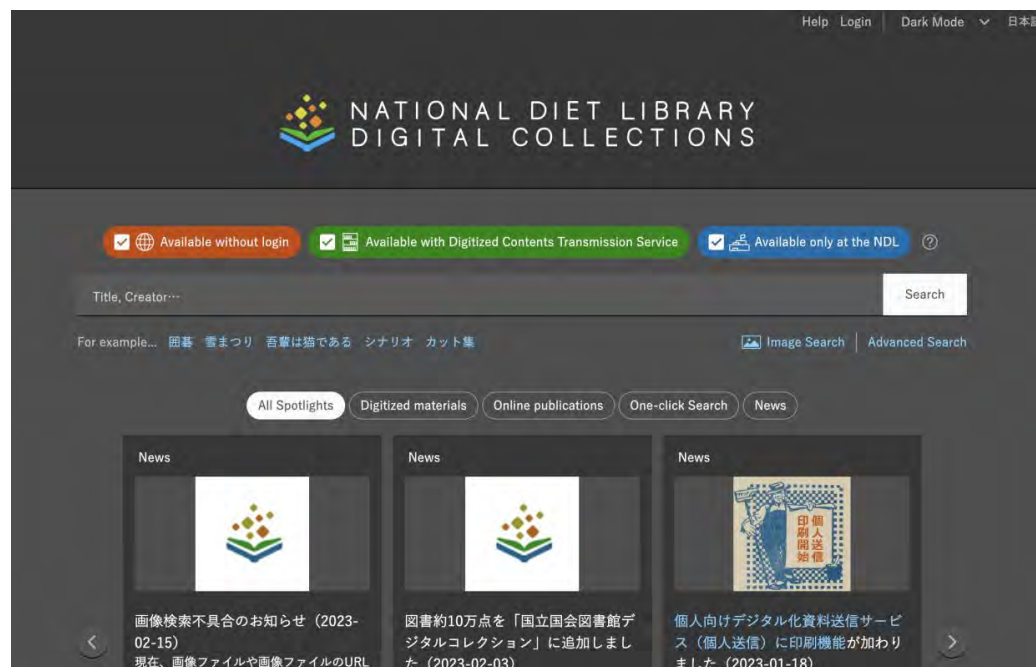 Help Login Dark Mode 日本語
NATIONAL DIET LIBRARY
DIGITAL COLLECTIONS
Available without login
Available with Digitized Contents Transmission Service
Available only at the NDL
Title, Creator…
Search
For example... 囲碁 雪まつり 吾輩は猫である シナリオ カット集
Image Search Advanced Search
All Spotlights Digitized materials Online publications One-click Search News
News
画像検索不具合のお知らせ（2023-
02-15）
現在、画像ファイルや画像ファイルのURL
News
図書約10万点を「国立国会図書館デ
ジタルコレクション」に追加しまし
た（2023-02-03）
News
個人送信
印刷開始
個人向けデジタル化資料送信サービ
ス（個人送信）に印刷機能が加わり
ました（2023-01-18）